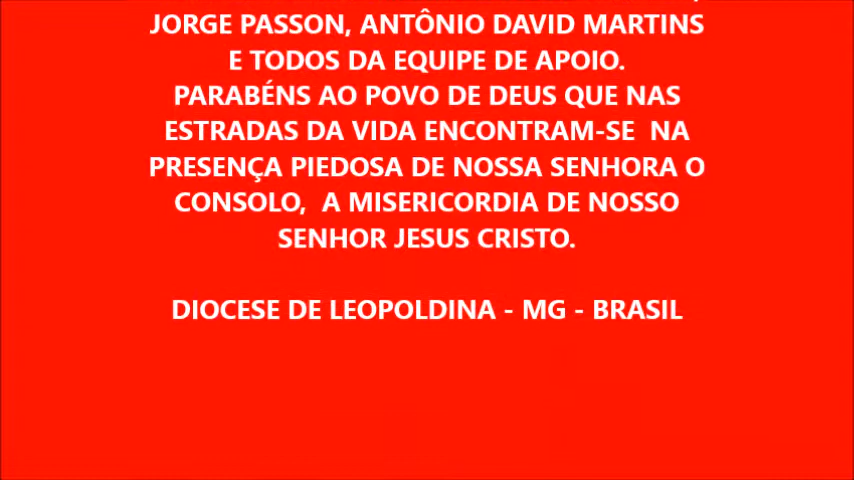 JORGE PASSON, ANTÔNIO DAVID MARTINS
E TODOS DA EQUIPE DE APOIO.
PARABÉNS AO POVO DE DEUS QUE NAS
ESTRADAS DA VIDA ENCONTRAM-SE  NA
PRESENÇA PIEDOSA DE NOSSA SENHORA O
CONSOLO,  A MISERICORDIA DE NOSSO
SENHOR JESUS CRISTO.
DIOCESE DE LEOPOLDINA - MG - BRASIL